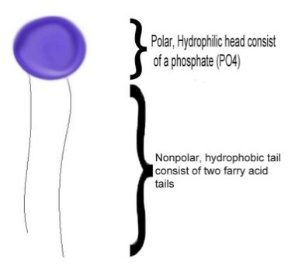 Polar, Hydrophilic head consist
of a phosphate (PO4)
Nonpolar, hydrophobic tail
consist of two farry acid
tails